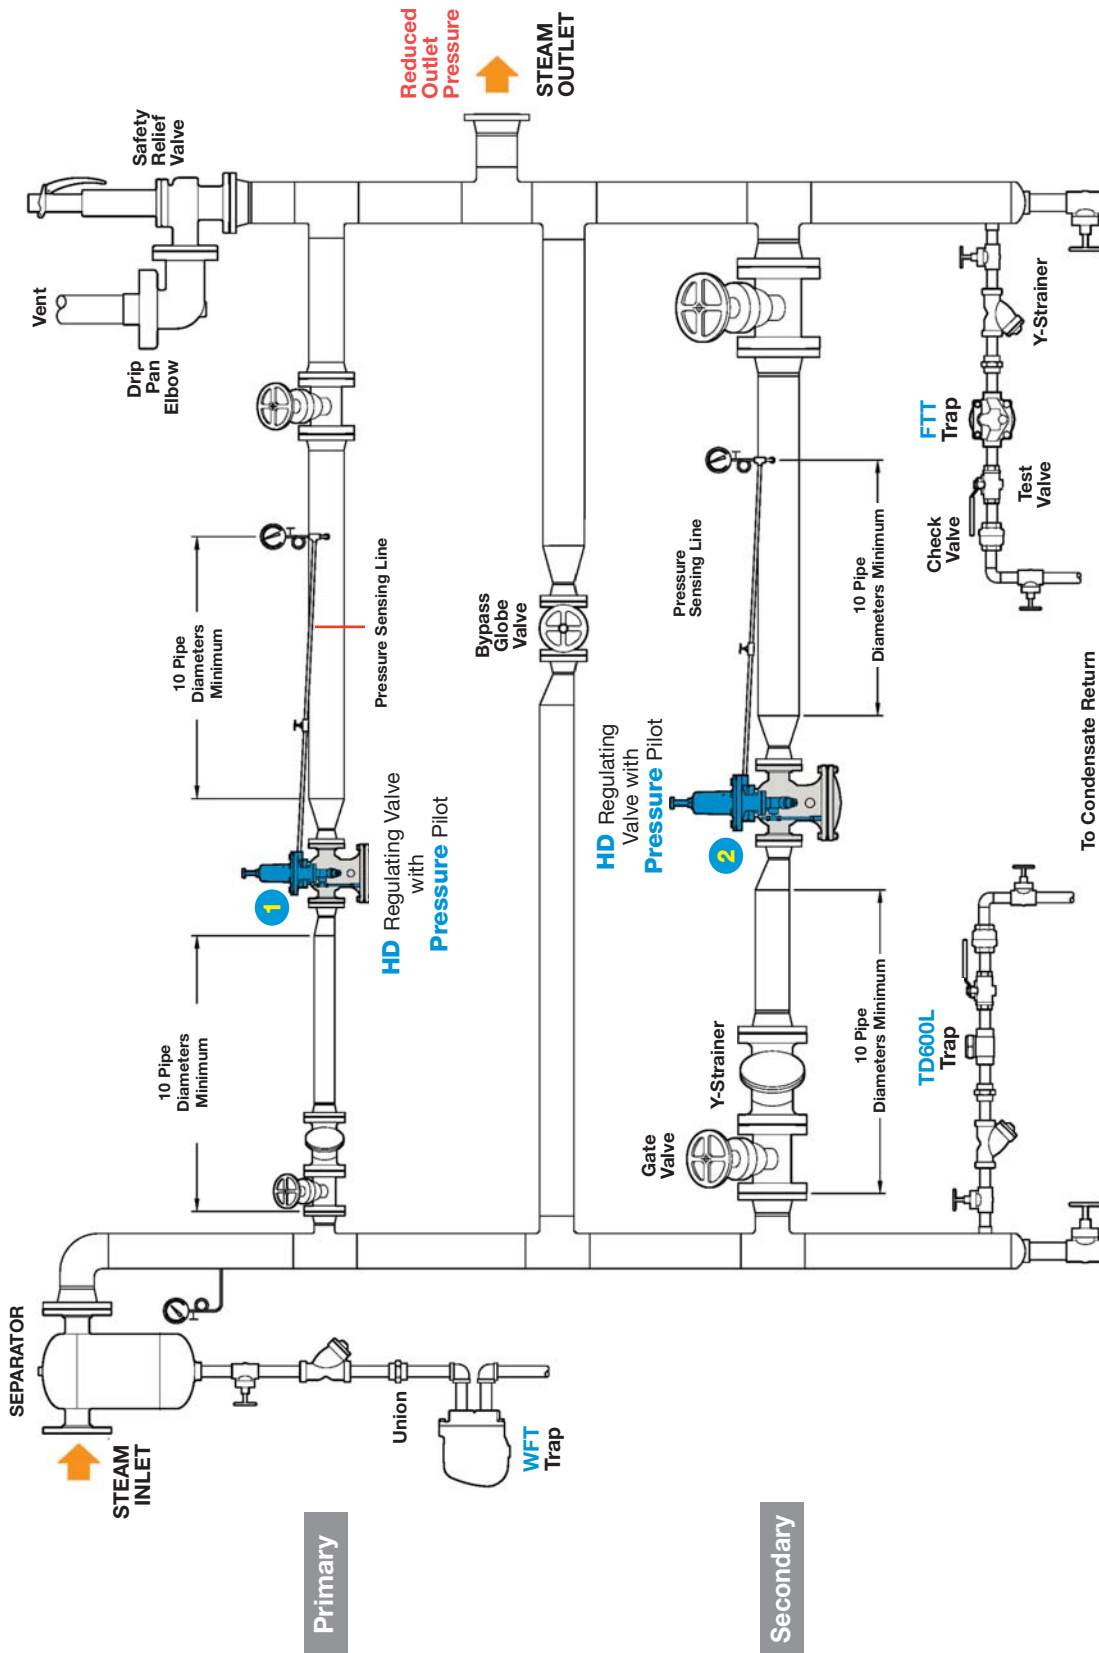 Primary
Secondary
STEAM
INLET
SEPARATOR
Union
WFT
Trap
10 Pipe
Diameters
Minimum
1
HD Regulating Valve
with
Pressure Pilot
10 Pipe
Diameters
Minimum
Pressure Sensing Line
Vent
Drip
Pan
Elbow
Safety
Relief
Valve
Reduced
Outlet
Pressure
STEAM
OUTLET
Bypass
Globe
Valve
Gate
Valve
Y-Strainer
10 Pipe
Diameters Minimum
2
HD Regulating
Valve with
Pressure Pilot
Pressure
Sensing Line
10 Pipe
Diameters Minimum
TD600L
Trap
To Condensate Return
Check
Valve
Test
Valve
FTT
Trap
Y-Strainer